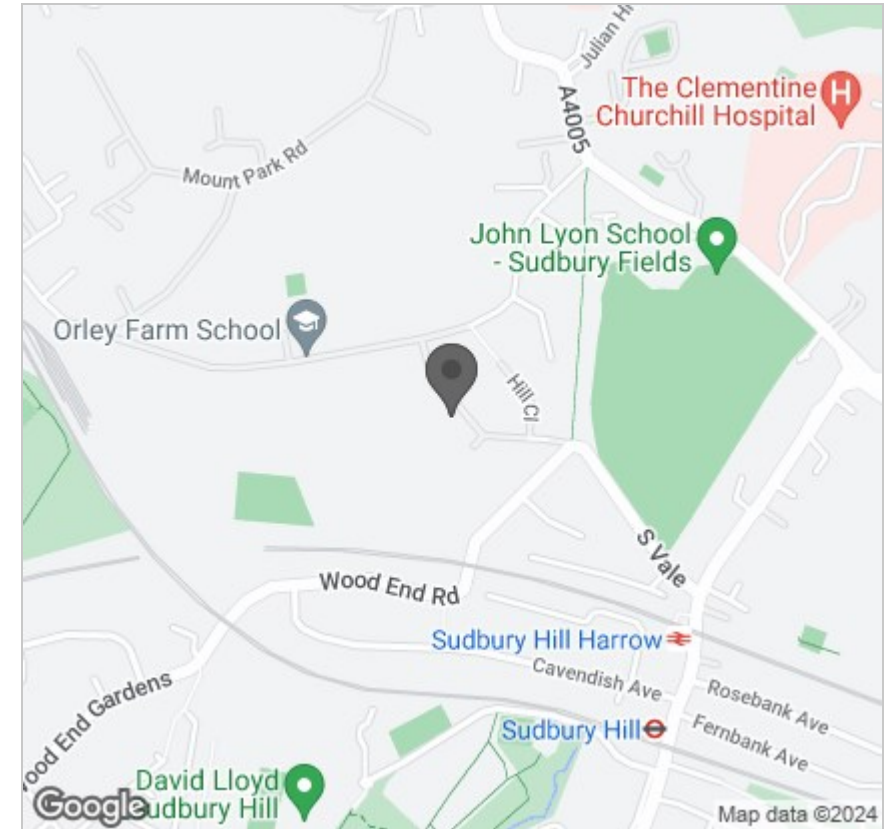 Julian Hi
The Clementine
Churchill Hospital
H
A4005
Mount Park Rd
John Lyon School
- Sudbury Fields
Orley Farm School
Hill Cl
S Vale
Wood End Rd
Sudbury Hill Harrow
Cavendish Ave
Rosebank Ave
Wood End Gardens
Sudbury Hill
Fernbank Ave
David Lloyd
Sudbury Hill
Google
Map data ©2024